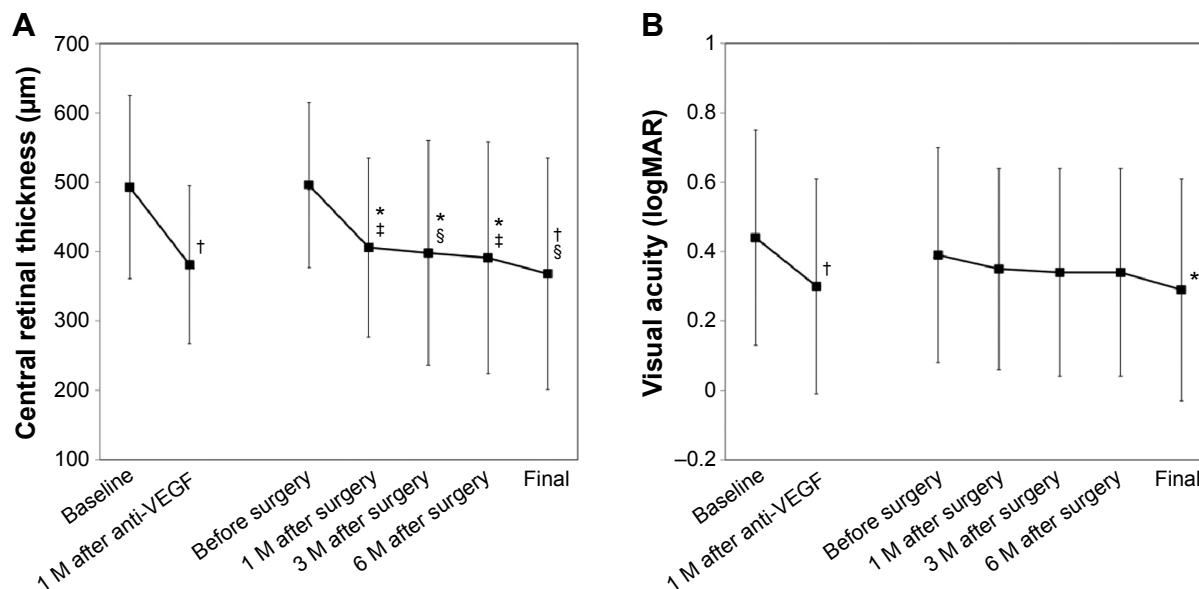 A
Central retinal thickness (µm)
700
600
500
400
300
200
100
†
*
‡
*
§
*
‡
†
§
Baseline
1 M after anti-VEGF
Before surgery
1 M after surgery
3 M after surgery
6 M after surgery
Final
B
Visual acuity (logMAR)
1
0.8
0.6
0.4
0.2
0
–0.2
†
*
Baseline
1 M after anti-VEGF
Before surgery
1 M after surgery
3 M after surgery
6 M after surgery
Final